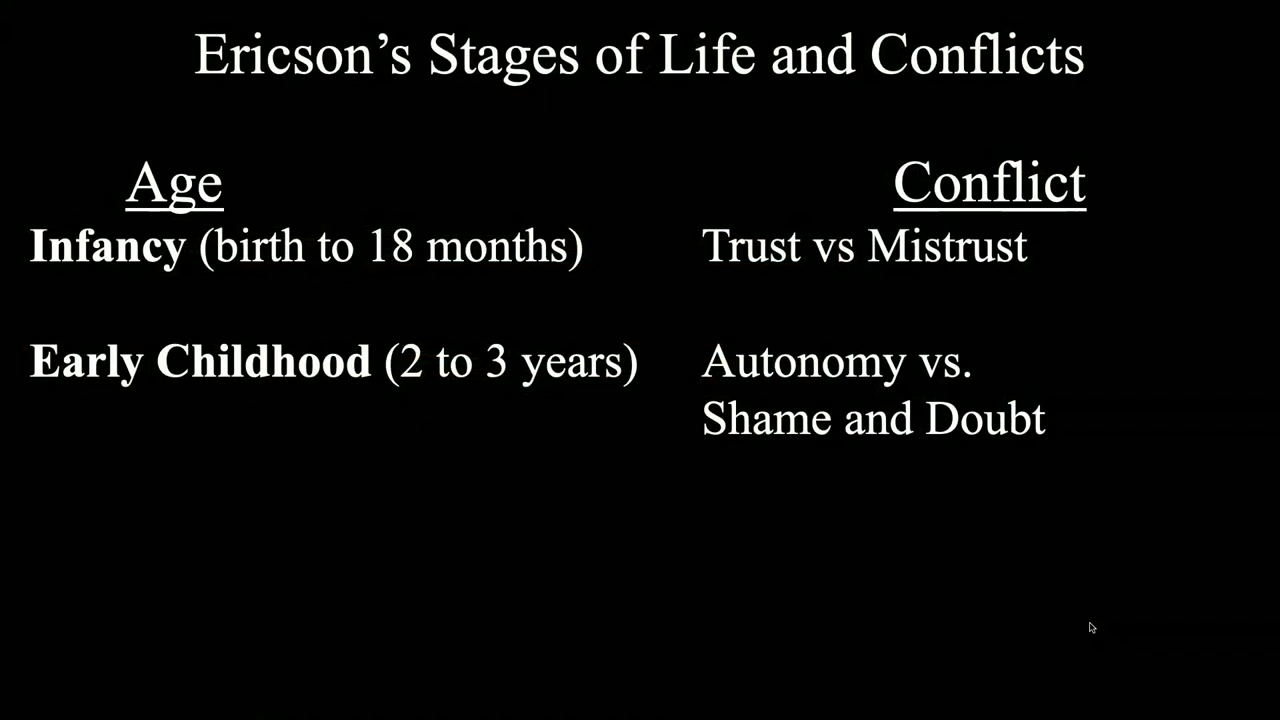 Ericson’s Stages of Life and Conflicts
Age Conflict
Infancy (birth to 18 months) Trust vs Mistrust
Early Childhood (2 to 3 years) Autonomy vs.
Shame and Doubt